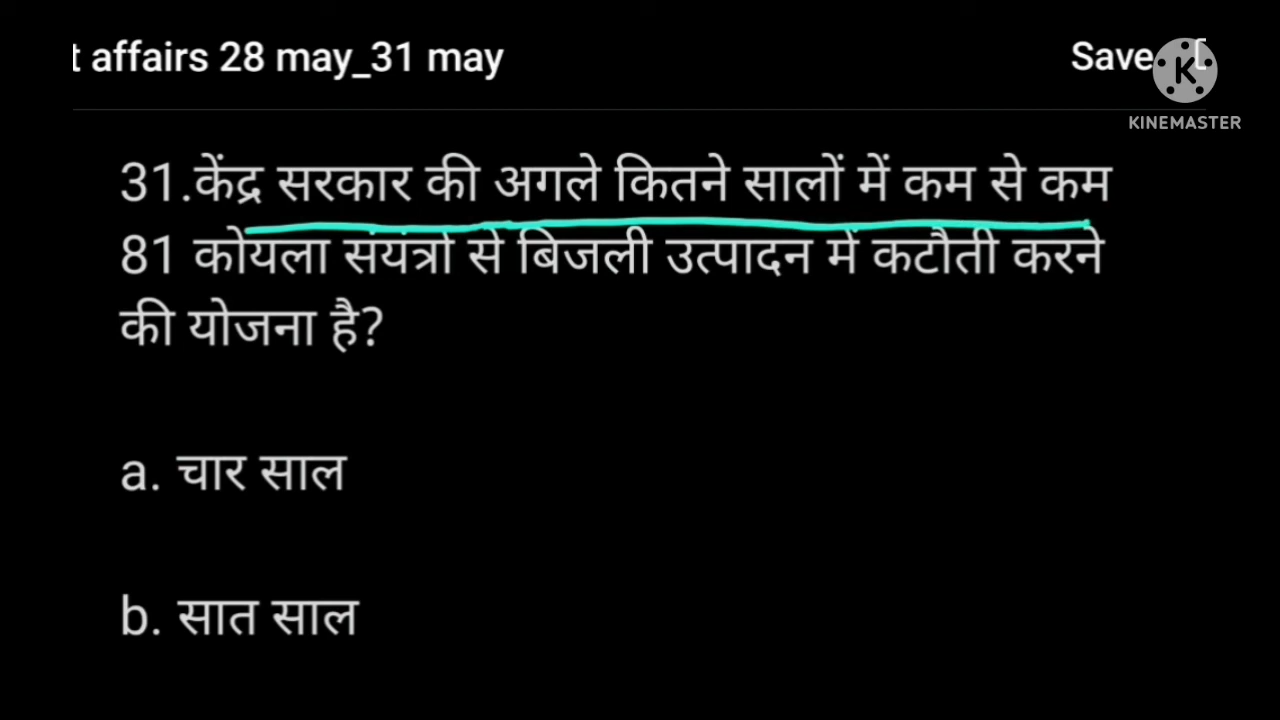 t affairs 28 may_31 may
Save
KINEMASTER
31.केंद्र सरकार की अगले कितने सालों में कम से कम
81 कोयला संयंत्रों से बिजली उत्पादन में कटौती करने
की योजना है?
a. चार साल
b. सात साल